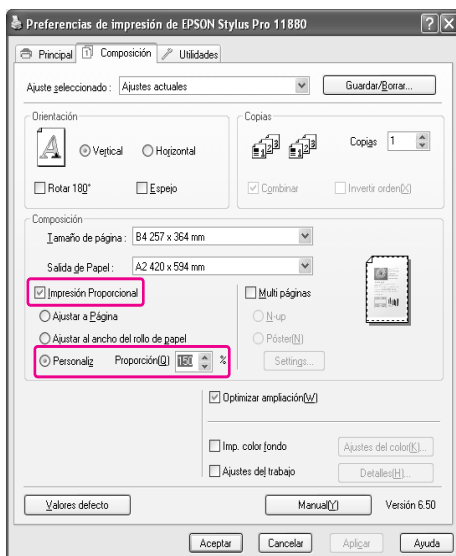 Preferencias de impresión de EPSON Stylus Pro 11880
Principal Composición Utilidades
Ajuste seleccionado : Ajustes actuales Guardar/Borrar...
Orientación
Vertical Horizontal
Rotar 180° Espejo
Copias
Copias 1
Combinar Invertir orden(X)
Composición
Tamaño de página : B4 257 x 364 mm
Salida de Papel : A2 420 x 594 mm
Impresión Proporcional
Ajustar a Página
Ajustar al ancho del rollo de papel
Personaliz Proporción(Q) 150 %
Multi páginas
N-up
Póster(N)
Settings...
Optimizar ampliación(W)
Imp. color fondo Ajustes del color(K)...
Ajustes del trabajo Detalles(H)...
Valores defecto Manual(Y) Versión 6.50
Aceptar Cancelar Aplicar Ayuda